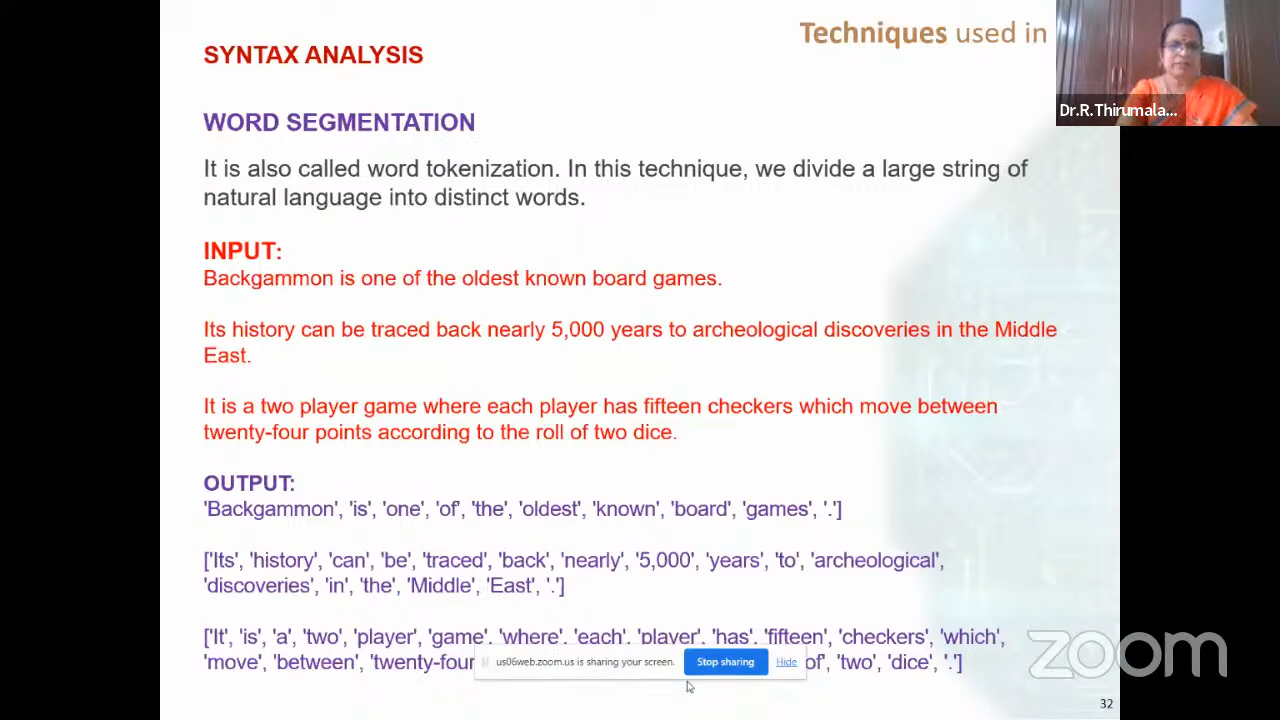 Techniques used in
SYNTAX ANALYSIS
Dr.R.Thirumala...
WORD SEGMENTATION
It is also called word tokenization. In this technique, we divide a large string of
natural language into distinct words.
INPUT:
Backgammon is one of the oldest known board games.
Its history can be traced back nearly 5,000 years to archeological discoveries in the Middle
East.
It is a two player game where each player has fifteen checkers which move between
twenty-four points according to the roll of two dice.
OUTPUT:
'Backgammon', 'is', 'one', 'of', 'the', 'oldest', 'known', 'board', 'games', '.']
['Its', 'history', 'can', 'be', 'traced', 'back', 'nearly', '5,000', 'years', 'to', 'archeological',
'discoveries', 'in', 'the', 'Middle', 'East', '.']
['It', 'is', 'a', 'two', 'player', 'game', 'where', 'each', 'player', 'has', 'fifteen', 'checkers', 'which',
'move', 'between', 'twenty-four of', 'two', 'dice', '.']
us06web.zoom.us is sharing your screen. Stop sharing Hide
zoom
32